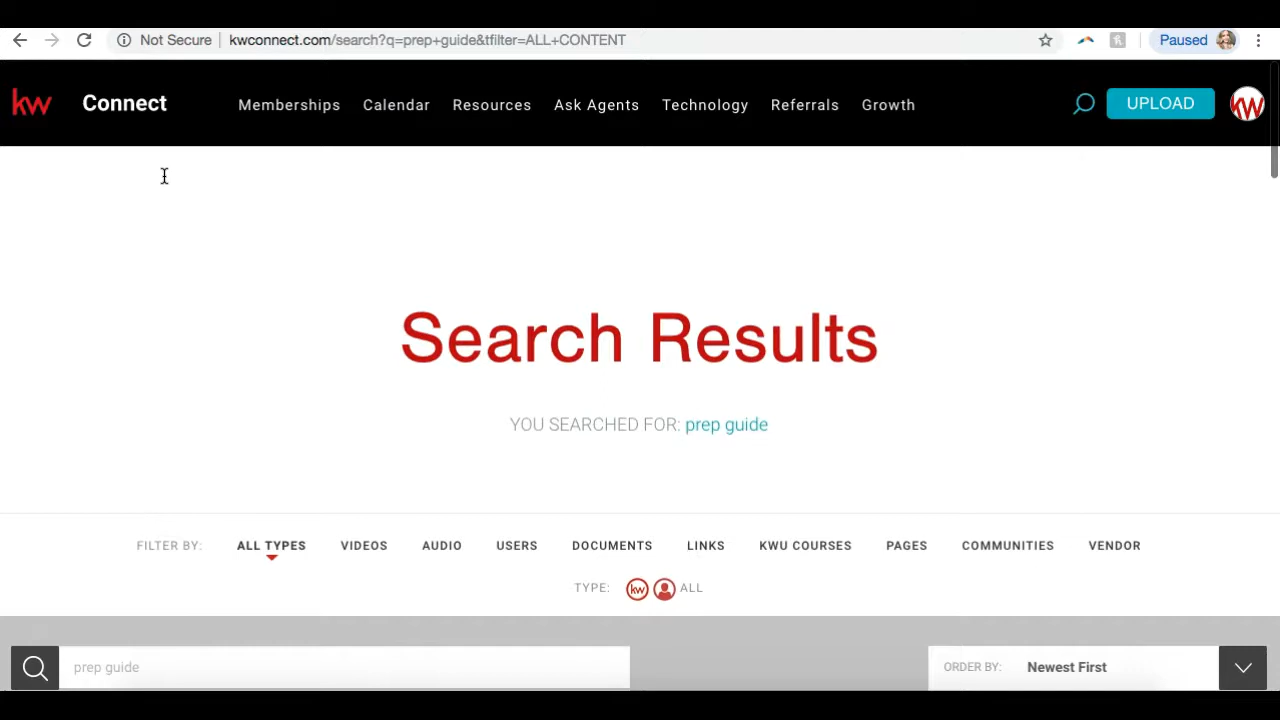 Not Secure kwconnect.com/search?q=prep+guide&tfilter=ALL+CONTENT Paused
kw Connect Memberships Calendar Resources Ask Agents Technology Referrals Growth UPLOAD kw
Search Results
YOU SEARCHED FOR: prep guide
FILTER BY: ALL TYPES VIDEOS AUDIO USERS DOCUMENTS LINKS KWU COURSES PAGES COMMUNITIES VENDOR
TYPE: kw ALL
prep guide ORDER BY: Newest First